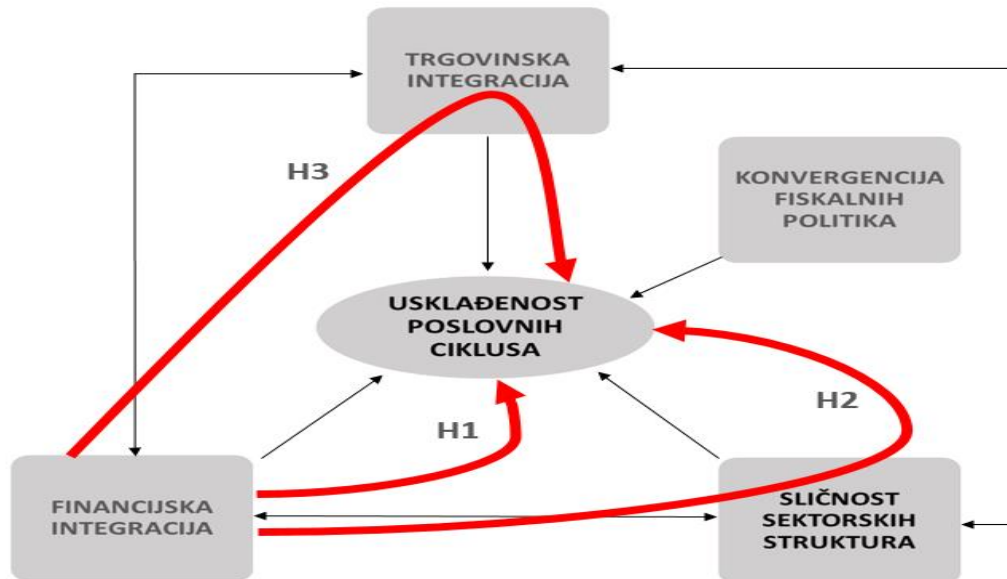 TRGOVINSKA
INTEGRACIJA
H3
KONVERGENCIJA
FISKALNIH
POLITIKA
USKLAĐENOST
POSLOVNIH
CIKLUSA
H2
H1
FINANCIJSKA
INTEGRACIJA
SLIČNOST
SEKTORSKIH
STRUKTURA